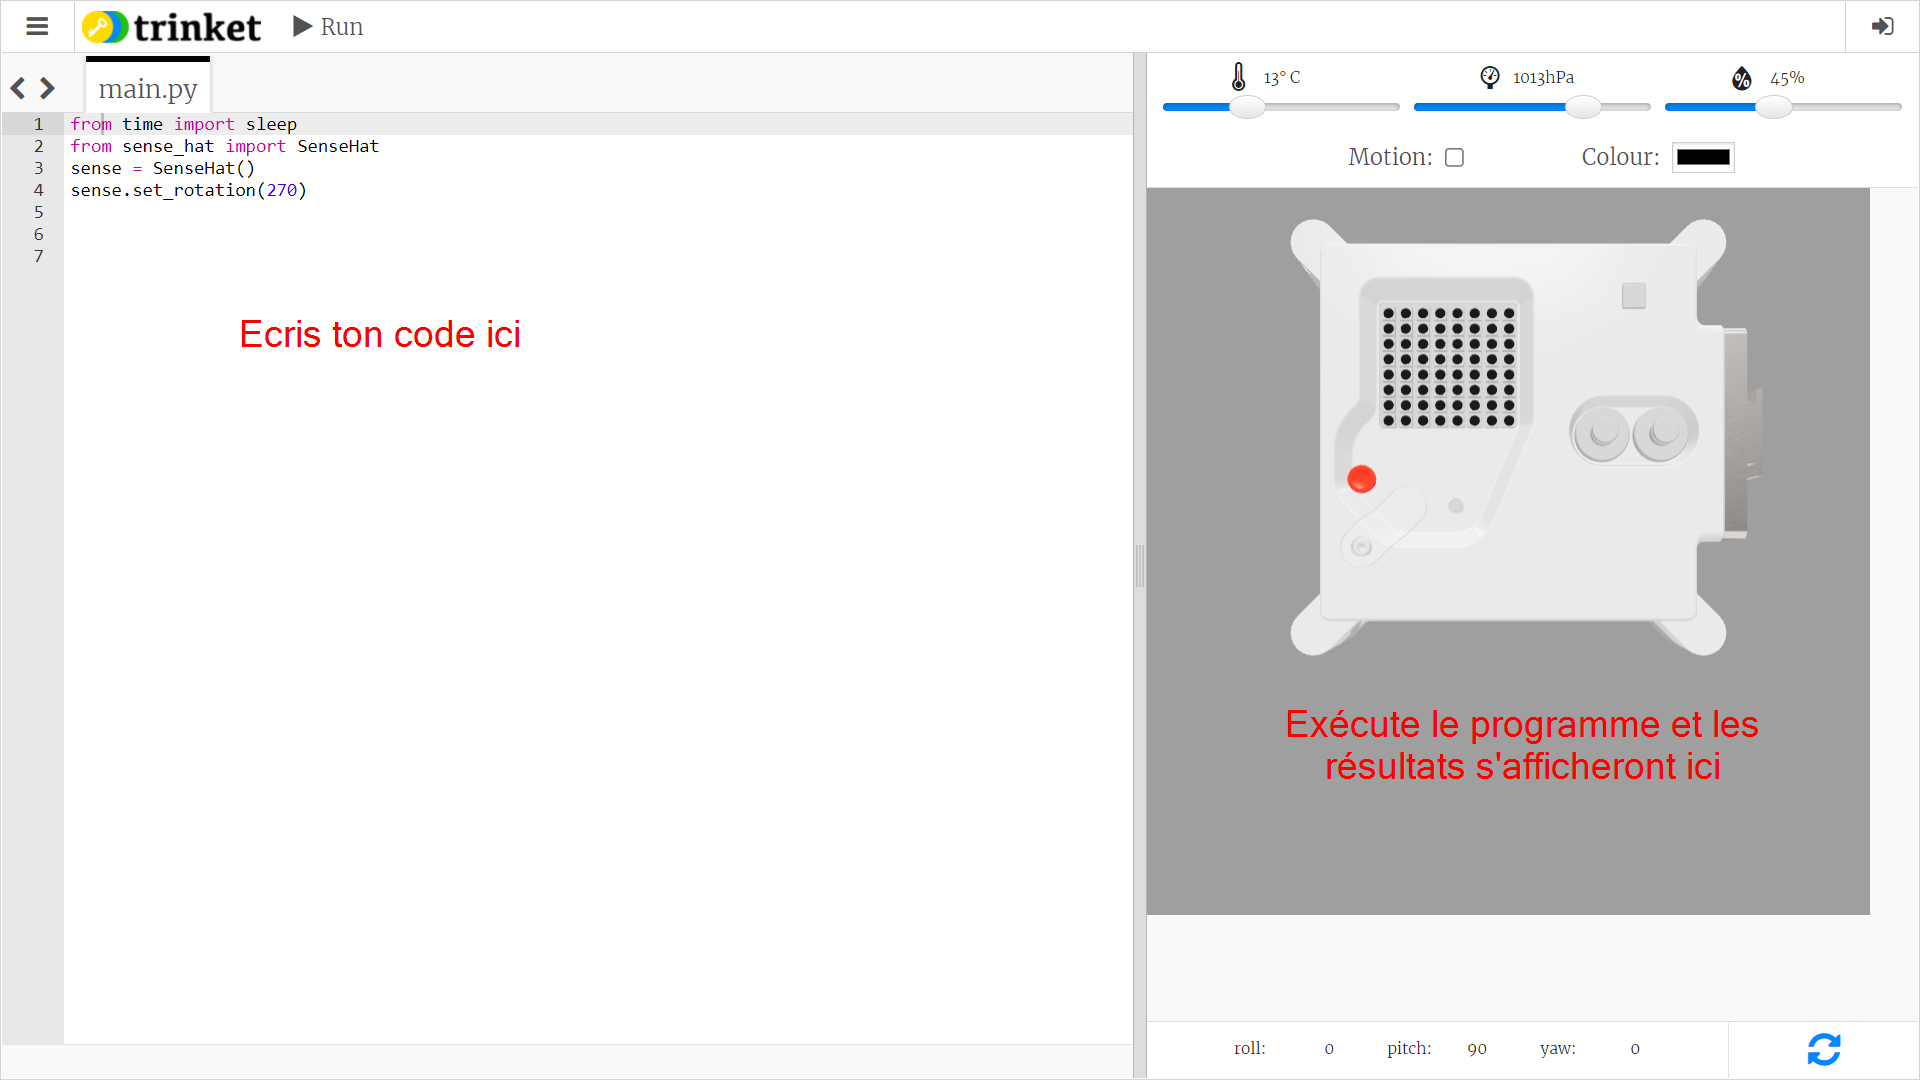 trinket Run
main.py
1 from time import sleep
2 from sense_hat import SenseHat
3 sense = SenseHat()
4 sense.set_rotation(270)
5
6
7
Ecris ton code ici
13° C 1013hPa % 45%
Motion: Colour:
Exécute le programme et les
résultats s'afficheront ici
roll: 0 pitch: 90 yaw: 0